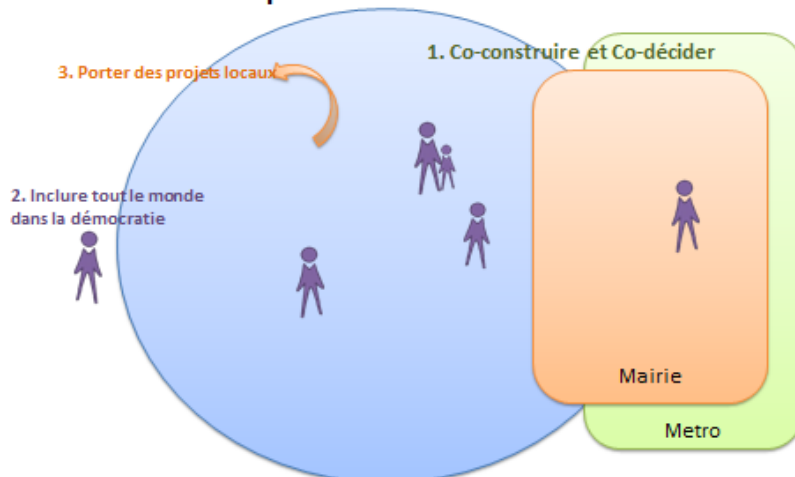 1. Co-construire et Co-décider
3. Porter des projets locaux
2. Inclure tout le monde
dans la démocratie
Mairie
Metro